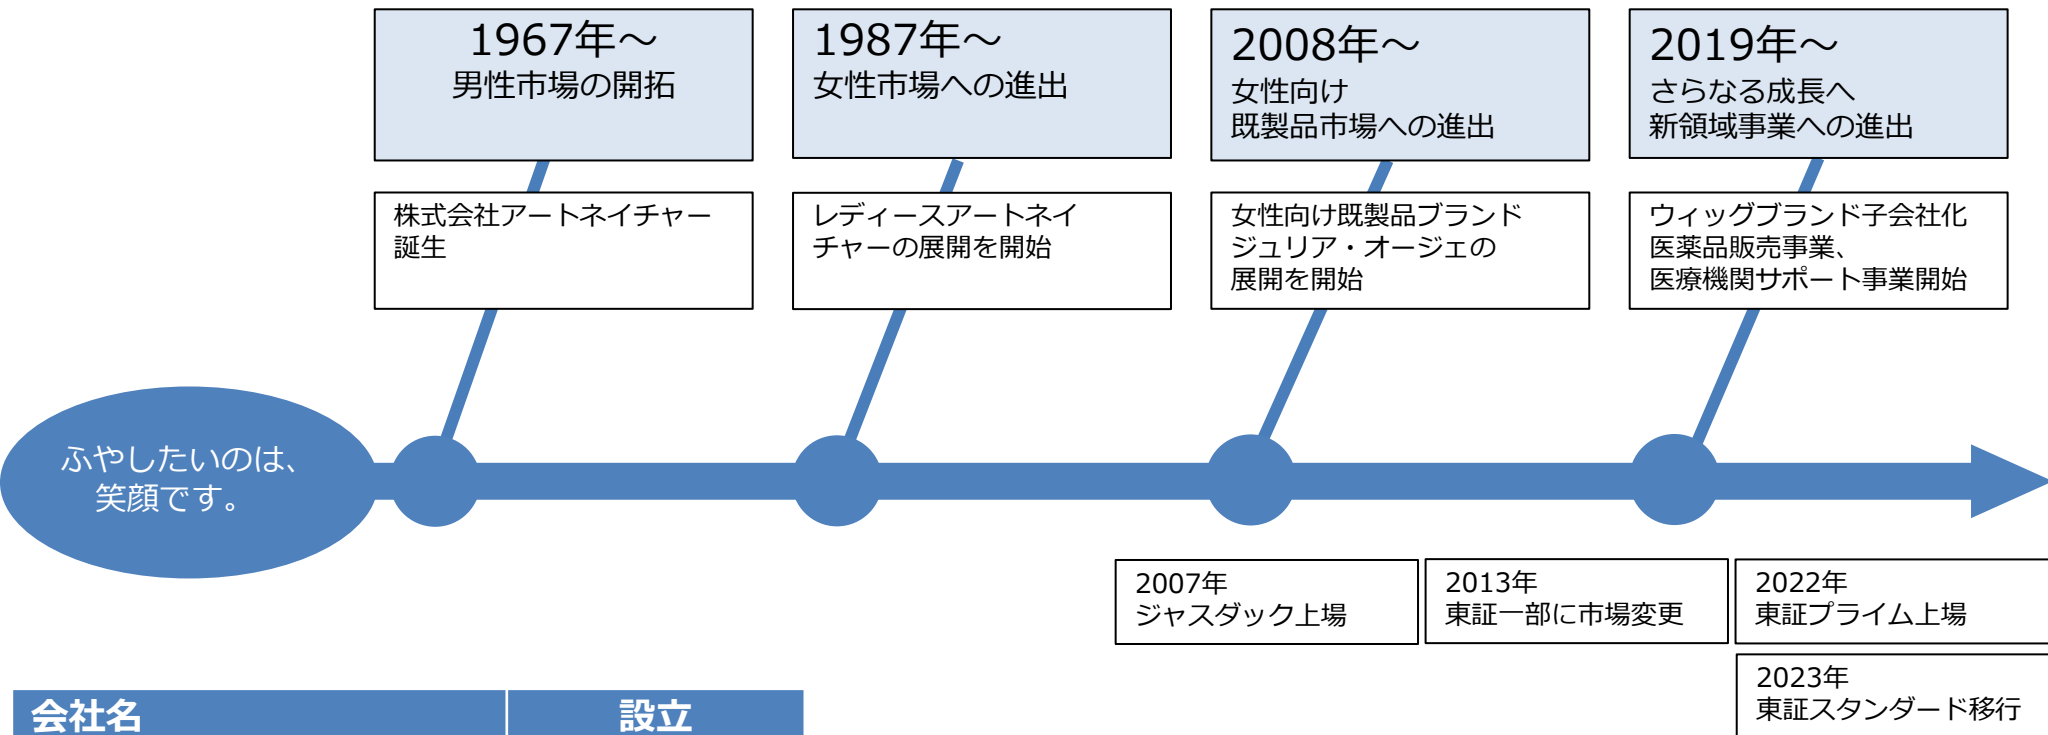 1967年～
男性市場の開拓
1987年～
女性市場への進出
2008年～
女性向け
既製品市場への進出
2019年～
さらなる成長へ
新領域事業への進出
株式会社アートネイチャー
誕生
レディースアートネイ
チャーの展開を開始
女性向け既製品ブランド
ジュリア・オージェの
展開を開始
ウィッグブランド子会社化
医薬品販売事業、
医療機関サポート事業開始
ふやしたいのは、
笑顔です。
2007年
ジャスダック上場
2013年
東証一部に市場変更
2022年
東証プライム上場
2023年
東証スタンダード移行
会社名
設立